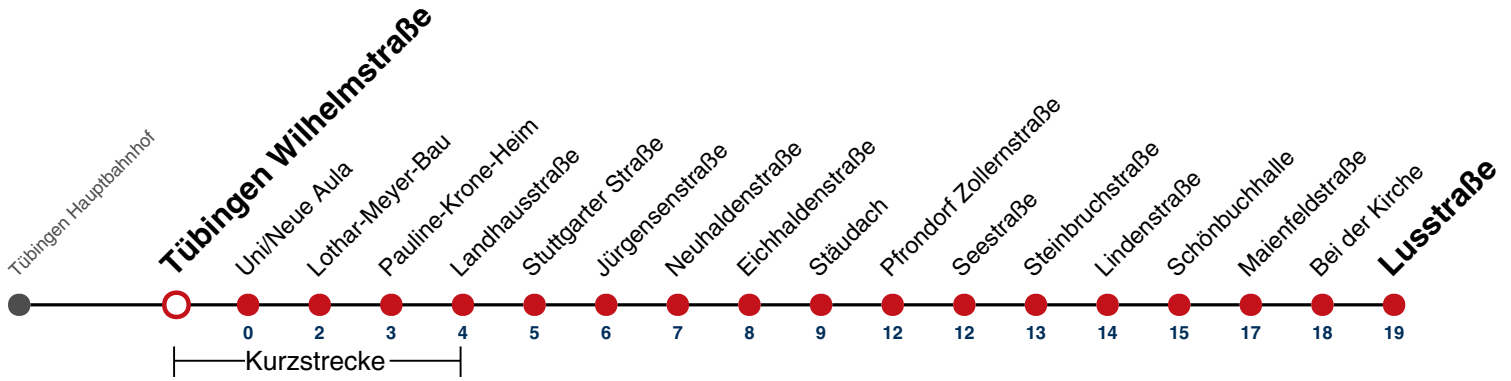 Tübingen Hauptbahnhof
Tübingen Wilhelmstraße
Uni/Neue Aula
Lothar-Meyer-Bau
Pauline-Krone-Heim
Landhausstraße
Stuttgarter Straße
Jürgensenstraße
Neuhaldenstraße
Eichhaldenstraße
Stäudach
Pfrondorf Zollernstraße
Seestraße
Steinbruchstraße
Lindenstraße
Schönbuchhalle
Maienfeldstraße
Bei der Kirche
Lusstraße
0 2 3 4 5 6 7 8 9 12 12 13 14 15 17 18 19
Kurzstrecke